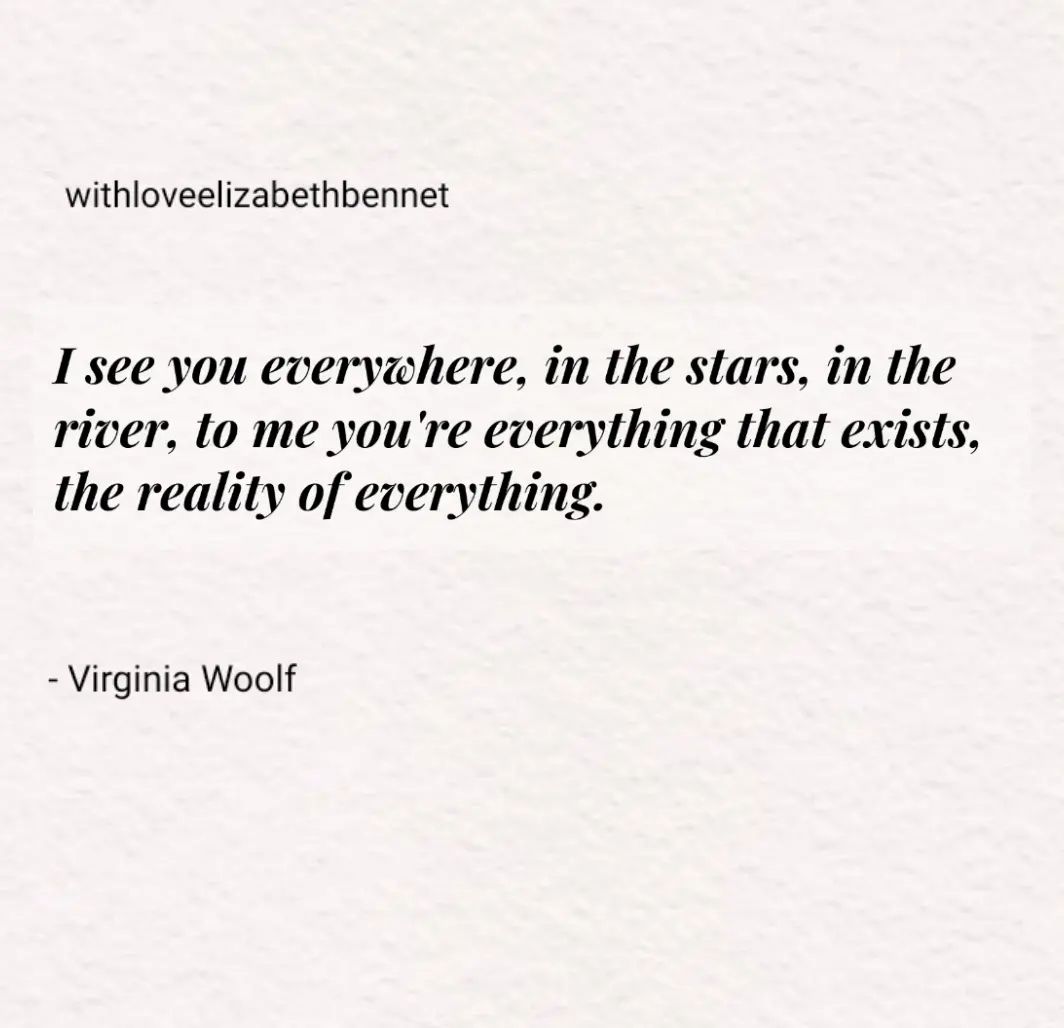 withloveelizabethbennet
I see you everywhere, in the stars, in the
river, to me you're everything that exists,
the reality of everything.
- Virginia Woolf